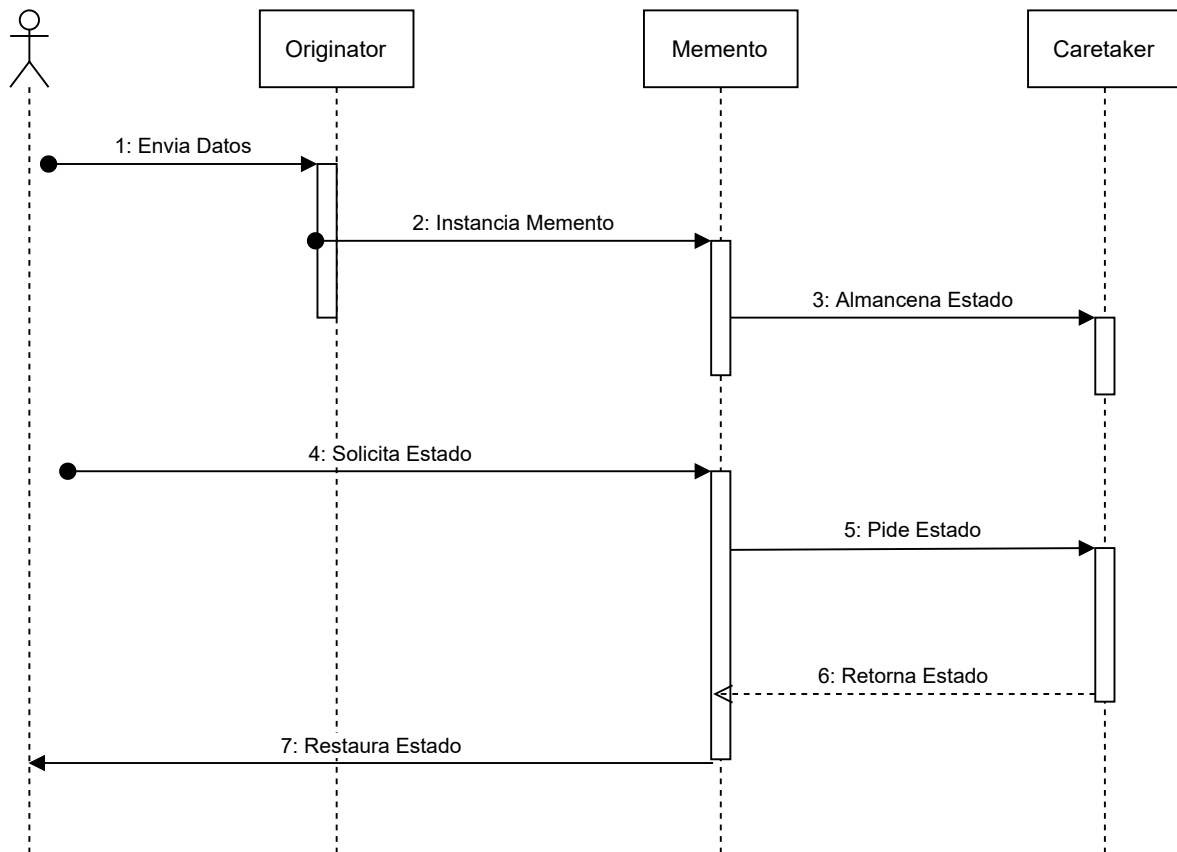 Originator
Memento
Caretaker
1: Envia Datos
2: Instancia Memento
3: Almancena Estado
4: Solicita Estado
5: Pide Estado
6: Retorna Estado
7: Restaura Estado